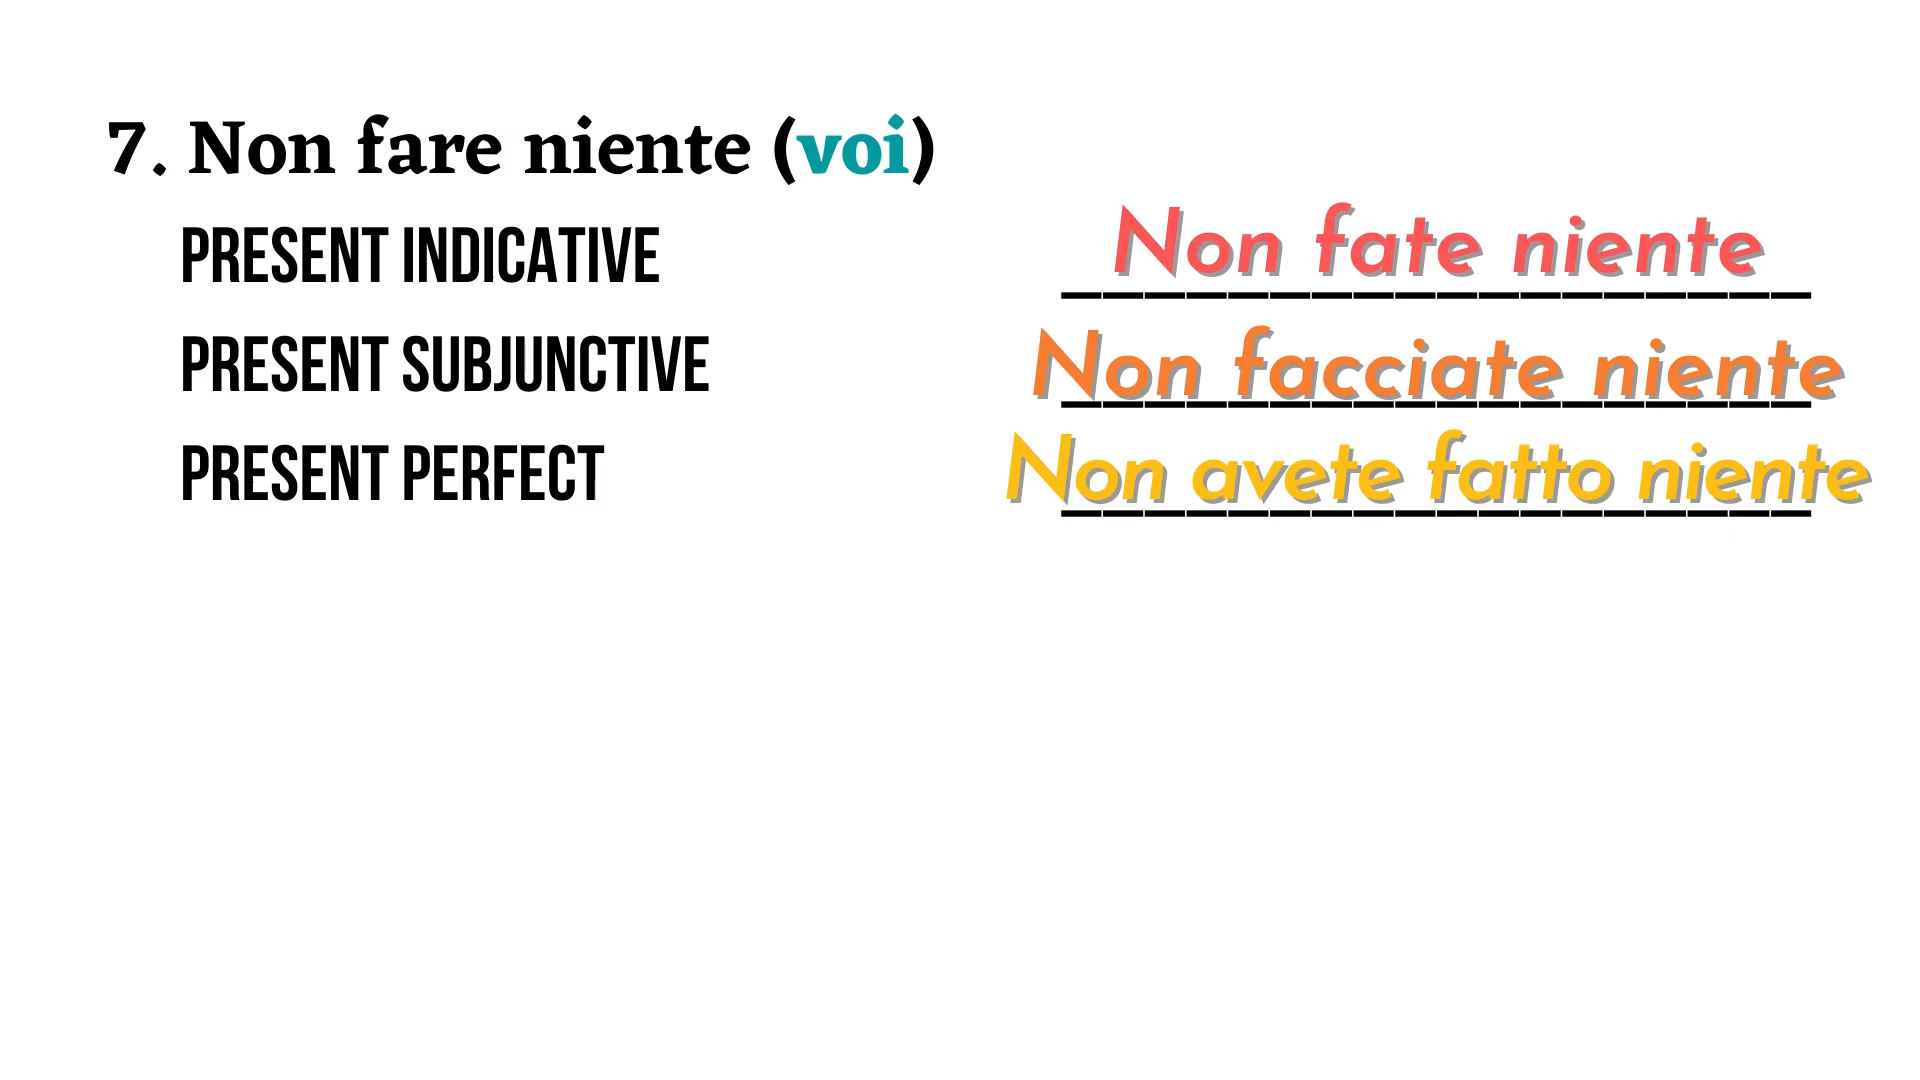 7. Non fare niente (voi)
PRESENT INDICATIVE
Non fate niente
PRESENT SUBJUNCTIVE
Non facciate niente
PRESENT PERFECT
Non avete fatto niente